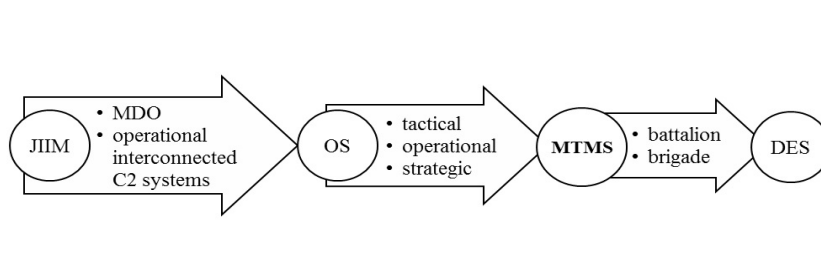 JIIM
• MDO
• operational
interconnected
C2 systems
OS
• tactical
• operational
• strategic
MTMS
• battalion
• brigade
DES